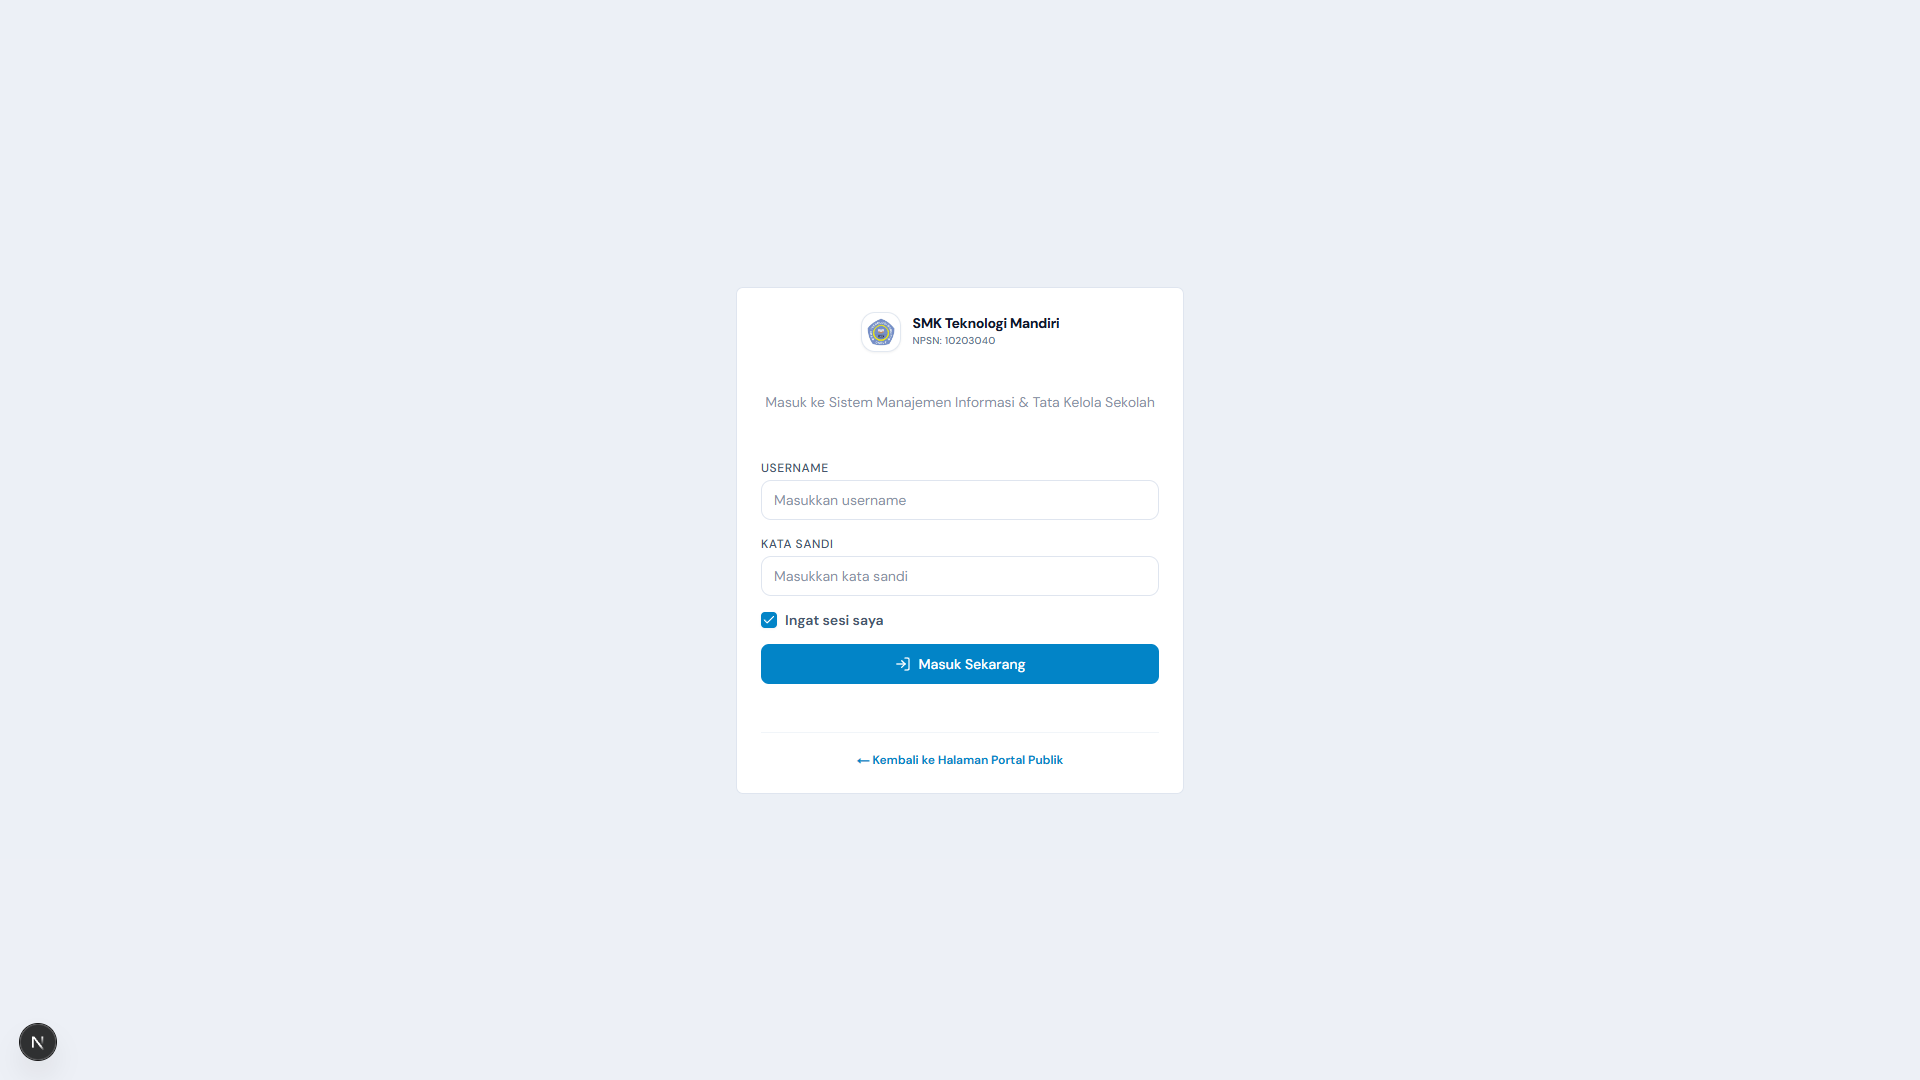 SMK Teknologi Mandiri
NPSN: 10203040
Masuk ke Sistem Manajemen Informasi & Tata Kelola Sekolah
USERNAME
Masukkan username
KATA SANDI
Masukkan kata sandi
Ingat sesi saya
Masuk Sekarang
← Kembali ke Halaman Portal Publik
N